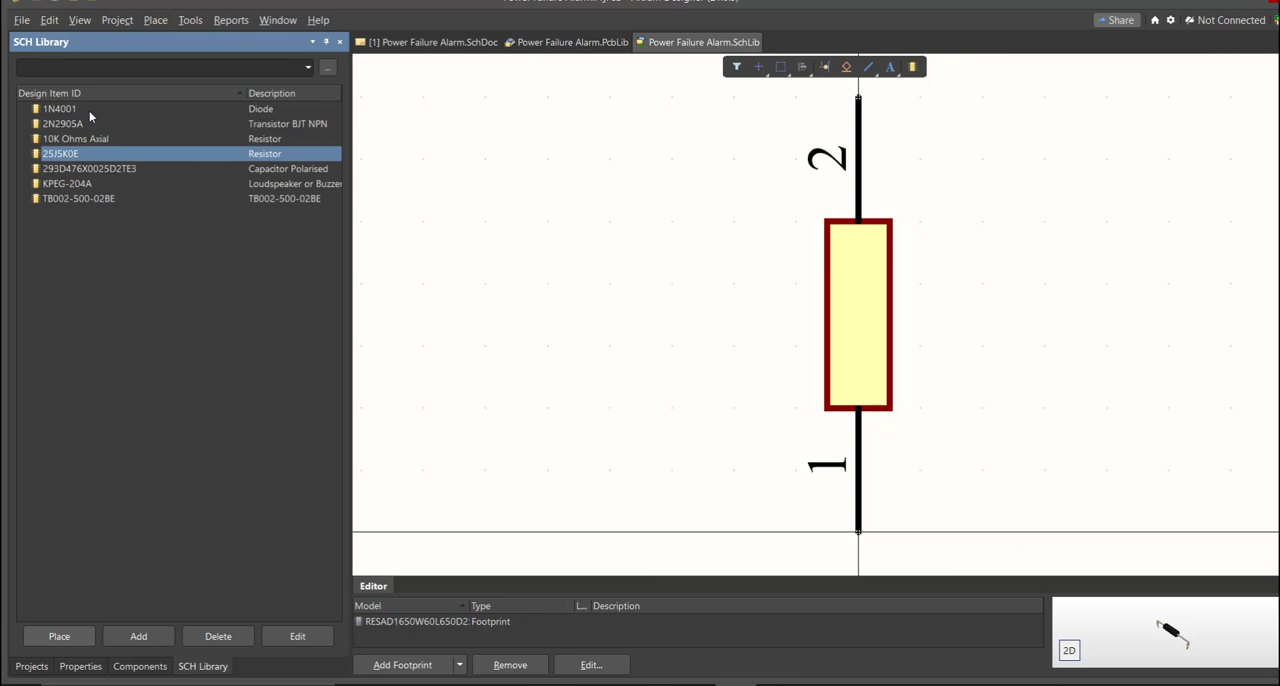 File Edit View Project Place Tools Reports Window Help
Share
Not Connected
SCH Library
[1] Power Failure Alarm.SchDoc
Power Failure Alarm.PcbLib
Power Failure Alarm.SchLib
...
Design Item ID Description
1N4001 Diode
2N2905A Transistor BJT NPN
10K Ohms Axial Resistor
25J5K0E Resistor
293D476X0025D2TE3 Capacitor Polarised
KPEG-204A Loudspeaker or Buzzer
TB002-500-02BE TB002-500-02BE
A
2
1
Editor
Model Type L... Description
RESAD1650W60L650D2 Footprint
2D
Place Add Delete Edit
Add Footprint Remove Edit...
Projects Properties Components SCH Library